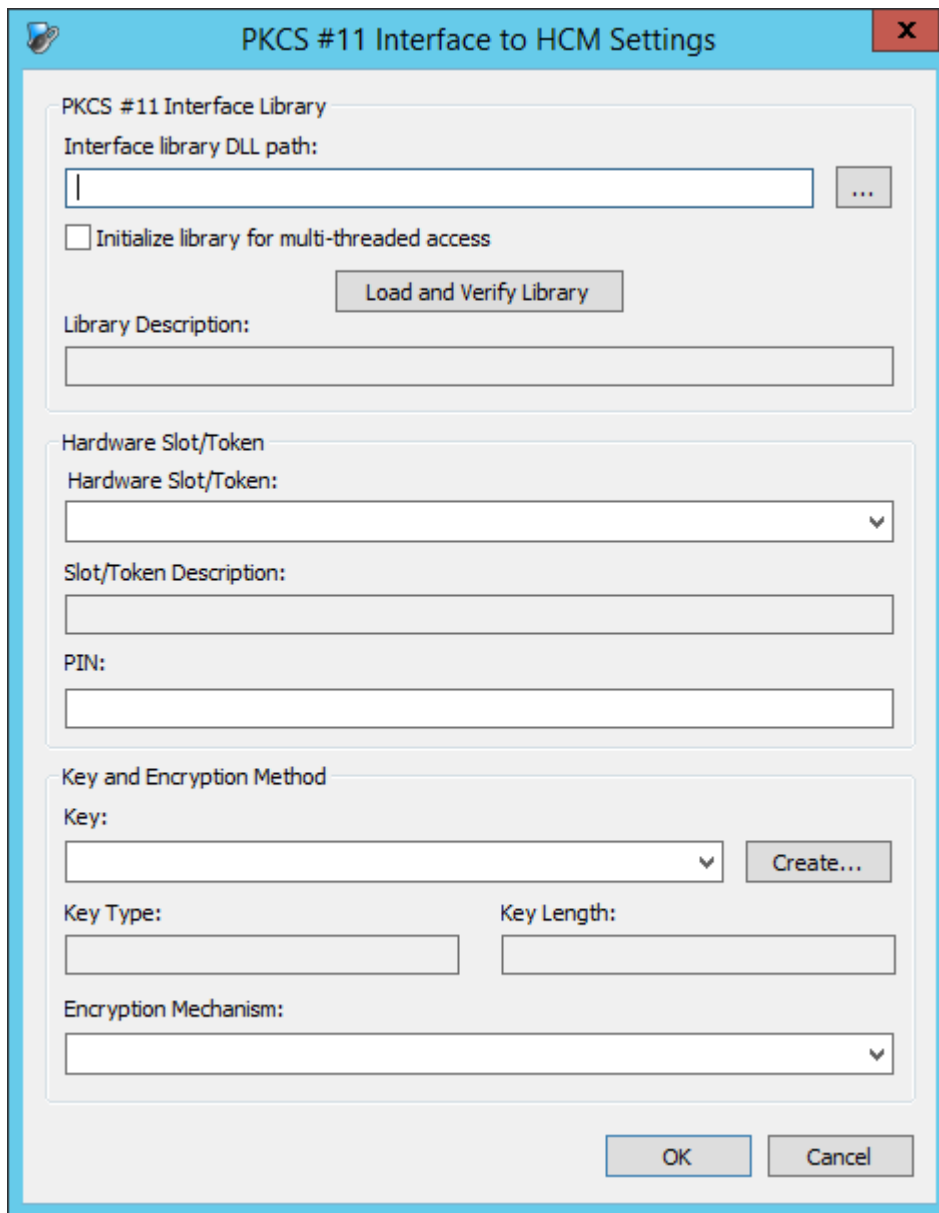 PKCS #11 Interface to HCM Settings
x
PKCS #11 Interface Library
Interface library DLL path:
...
Initialize library for multi-threaded access
Load and Verify Library
Library Description:
Hardware Slot/Token
Hardware Slot/Token:
Slot/Token Description:
PIN:
Key and Encryption Method
Key:
Create...
Key Type: Key Length:
Encryption Mechanism:
OK Cancel